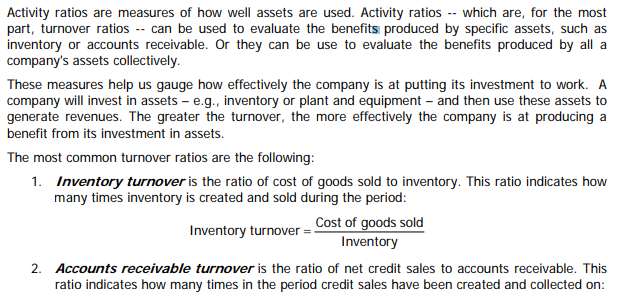 Activity ratios are measures of how well assets are used. Activity ratios -- which are, for the most
part, turnover ratios -- can be used to evaluate the benefits produced by specific assets, such as
inventory or accounts receivable. Or they can be use to evaluate the benefits produced by all a
company's assets collectively.
These measures help us gauge how effectively the company is at putting its investment to work. A
company will invest in assets – e.g., inventory or plant and equipment – and then use these assets to
generate revenues. The greater the turnover, the more effectively the company is at producing a
benefit from its investment in assets.
The most common turnover ratios are the following:
1. Inventory turnover is the ratio of cost of goods sold to inventory. This ratio indicates how
many times inventory is created and sold during the period:
Inventory turnover = Cost of goods sold
Inventory
2. Accounts receivable turnover is the ratio of net credit sales to accounts receivable. This
ratio indicates how many times in the period credit sales have been created and collected on: